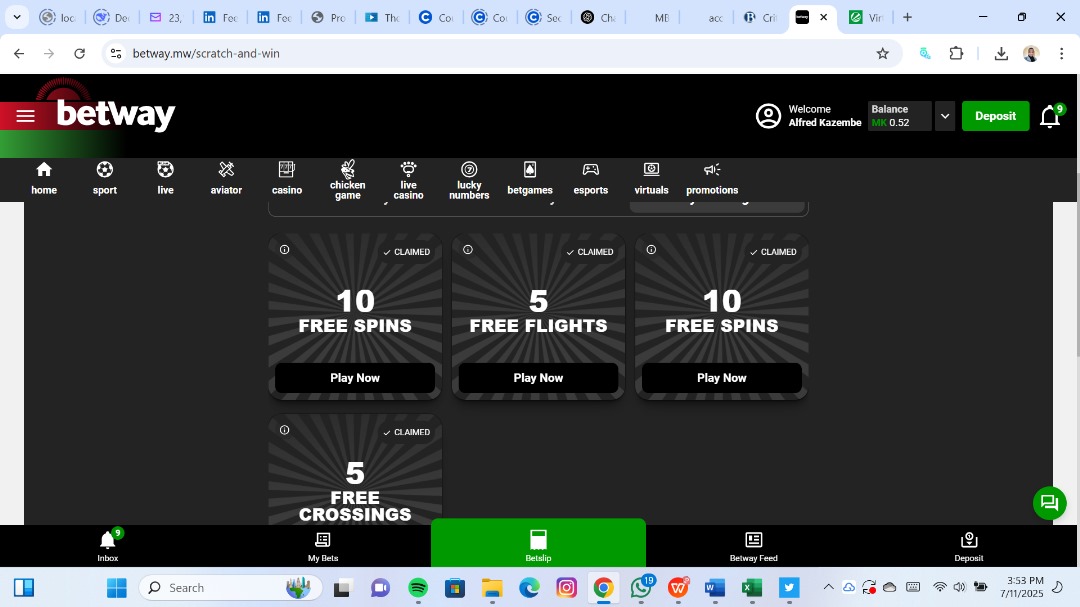 loc
De
23,
Fee
Fee
Pro
The
Co
Co
Sec
Ch
MB
acc
Cri
Vir
betway.mw/scratch-and-win
betway
Welcome
Alfred Kazembe
Balance
MK 0.52
Deposit
9
home
sport
live
aviator
casino
chicken game
live casino
lucky numbers
betgames
esports
virtuals
promotions
CLAIMED
10
FREE SPINS
Play Now
CLAIMED
5
FREE FLIGHTS
Play Now
CLAIMED
10
FREE SPINS
Play Now
CLAIMED
5
FREE
CROSSINGS
9
Inbox
My Bets
Betslip
Betway Feed
Deposit
Search
19
3:53 PM
7/11/2025